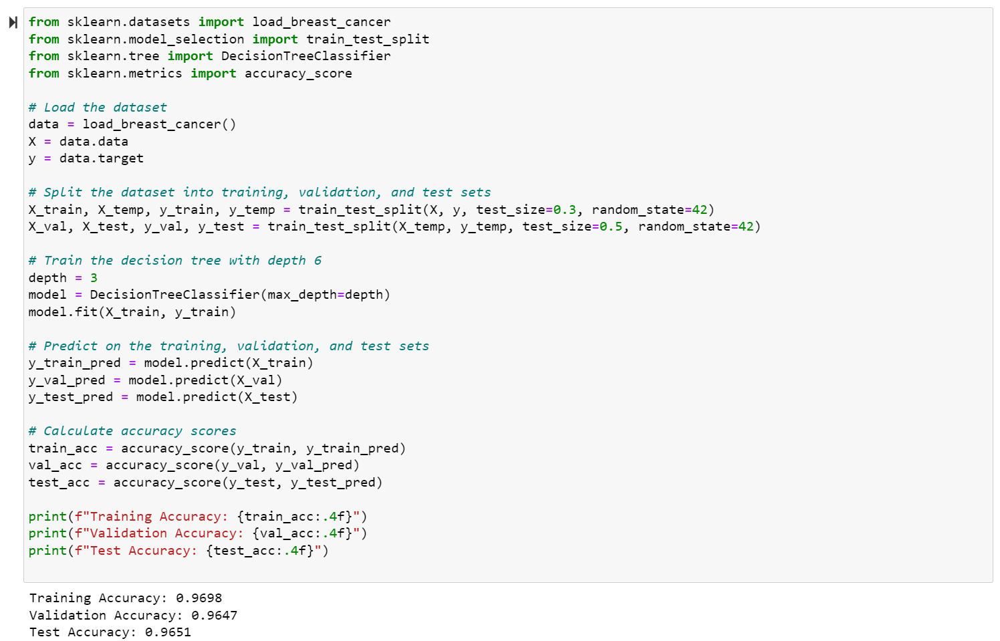 from sklearn.datasets import load_breast_cancer
from sklearn.model_selection import train_test_split
from sklearn.tree import DecisionTreeClassifier
from sklearn.metrics import accuracy_score
# Load the dataset
data = load_breast_cancer()
X = data.data
y = data.target
# Split the dataset into training, validation, and test sets
X_train, X_temp, y_train, y_temp = train_test_split(X, y, test_size=0.3, random_state=42)
X_val, X_test, y_val, y_test = train_test_split(X_temp, y_temp, test_size=0.5, random_state=42)
# Train the decision tree with depth 6
depth = 3
model = DecisionTreeClassifier(max_depth=depth)
model.fit(X_train, y_train)
# Predict on the training, validation, and test sets
y_train_pred = model.predict(X_train)
y_val_pred = model.predict(X_val)
y_test_pred = model.predict(X_test)
# Calculate accuracy scores
train_acc = accuracy_score(y_train, y_train_pred)
val_acc = accuracy_score(y_val, y_val_pred)
test_acc = accuracy_score(y_test, y_test_pred)
print(f"Training Accuracy: {train_acc:.4f}")
print(f"Validation Accuracy: {val_acc:.4f}")
print(f"Test Accuracy: {test_acc:.4f}")
Training Accuracy: 0.9698
Validation Accuracy: 0.9647
Test Accuracy: 0.9651